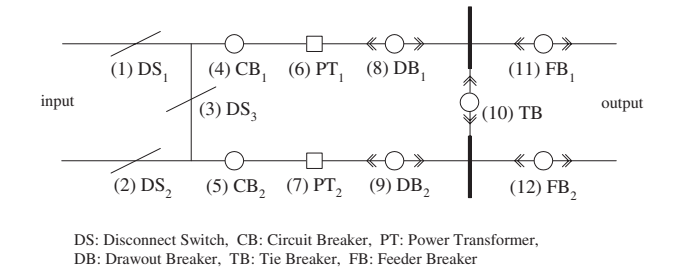 (1) DS1 (4) CB1 (6) PT1 (8) DB1 (11) FB1
input (3) DS3 (10) TB output
(2) DS2 (5) CB2 (7) PT2 (9) DB2 (12) FB2
DS: Disconnect Switch, CB: Circuit Breaker, PT: Power Transformer,
DB: Drawout Breaker, TB: Tie Breaker, FB: Feeder Breaker